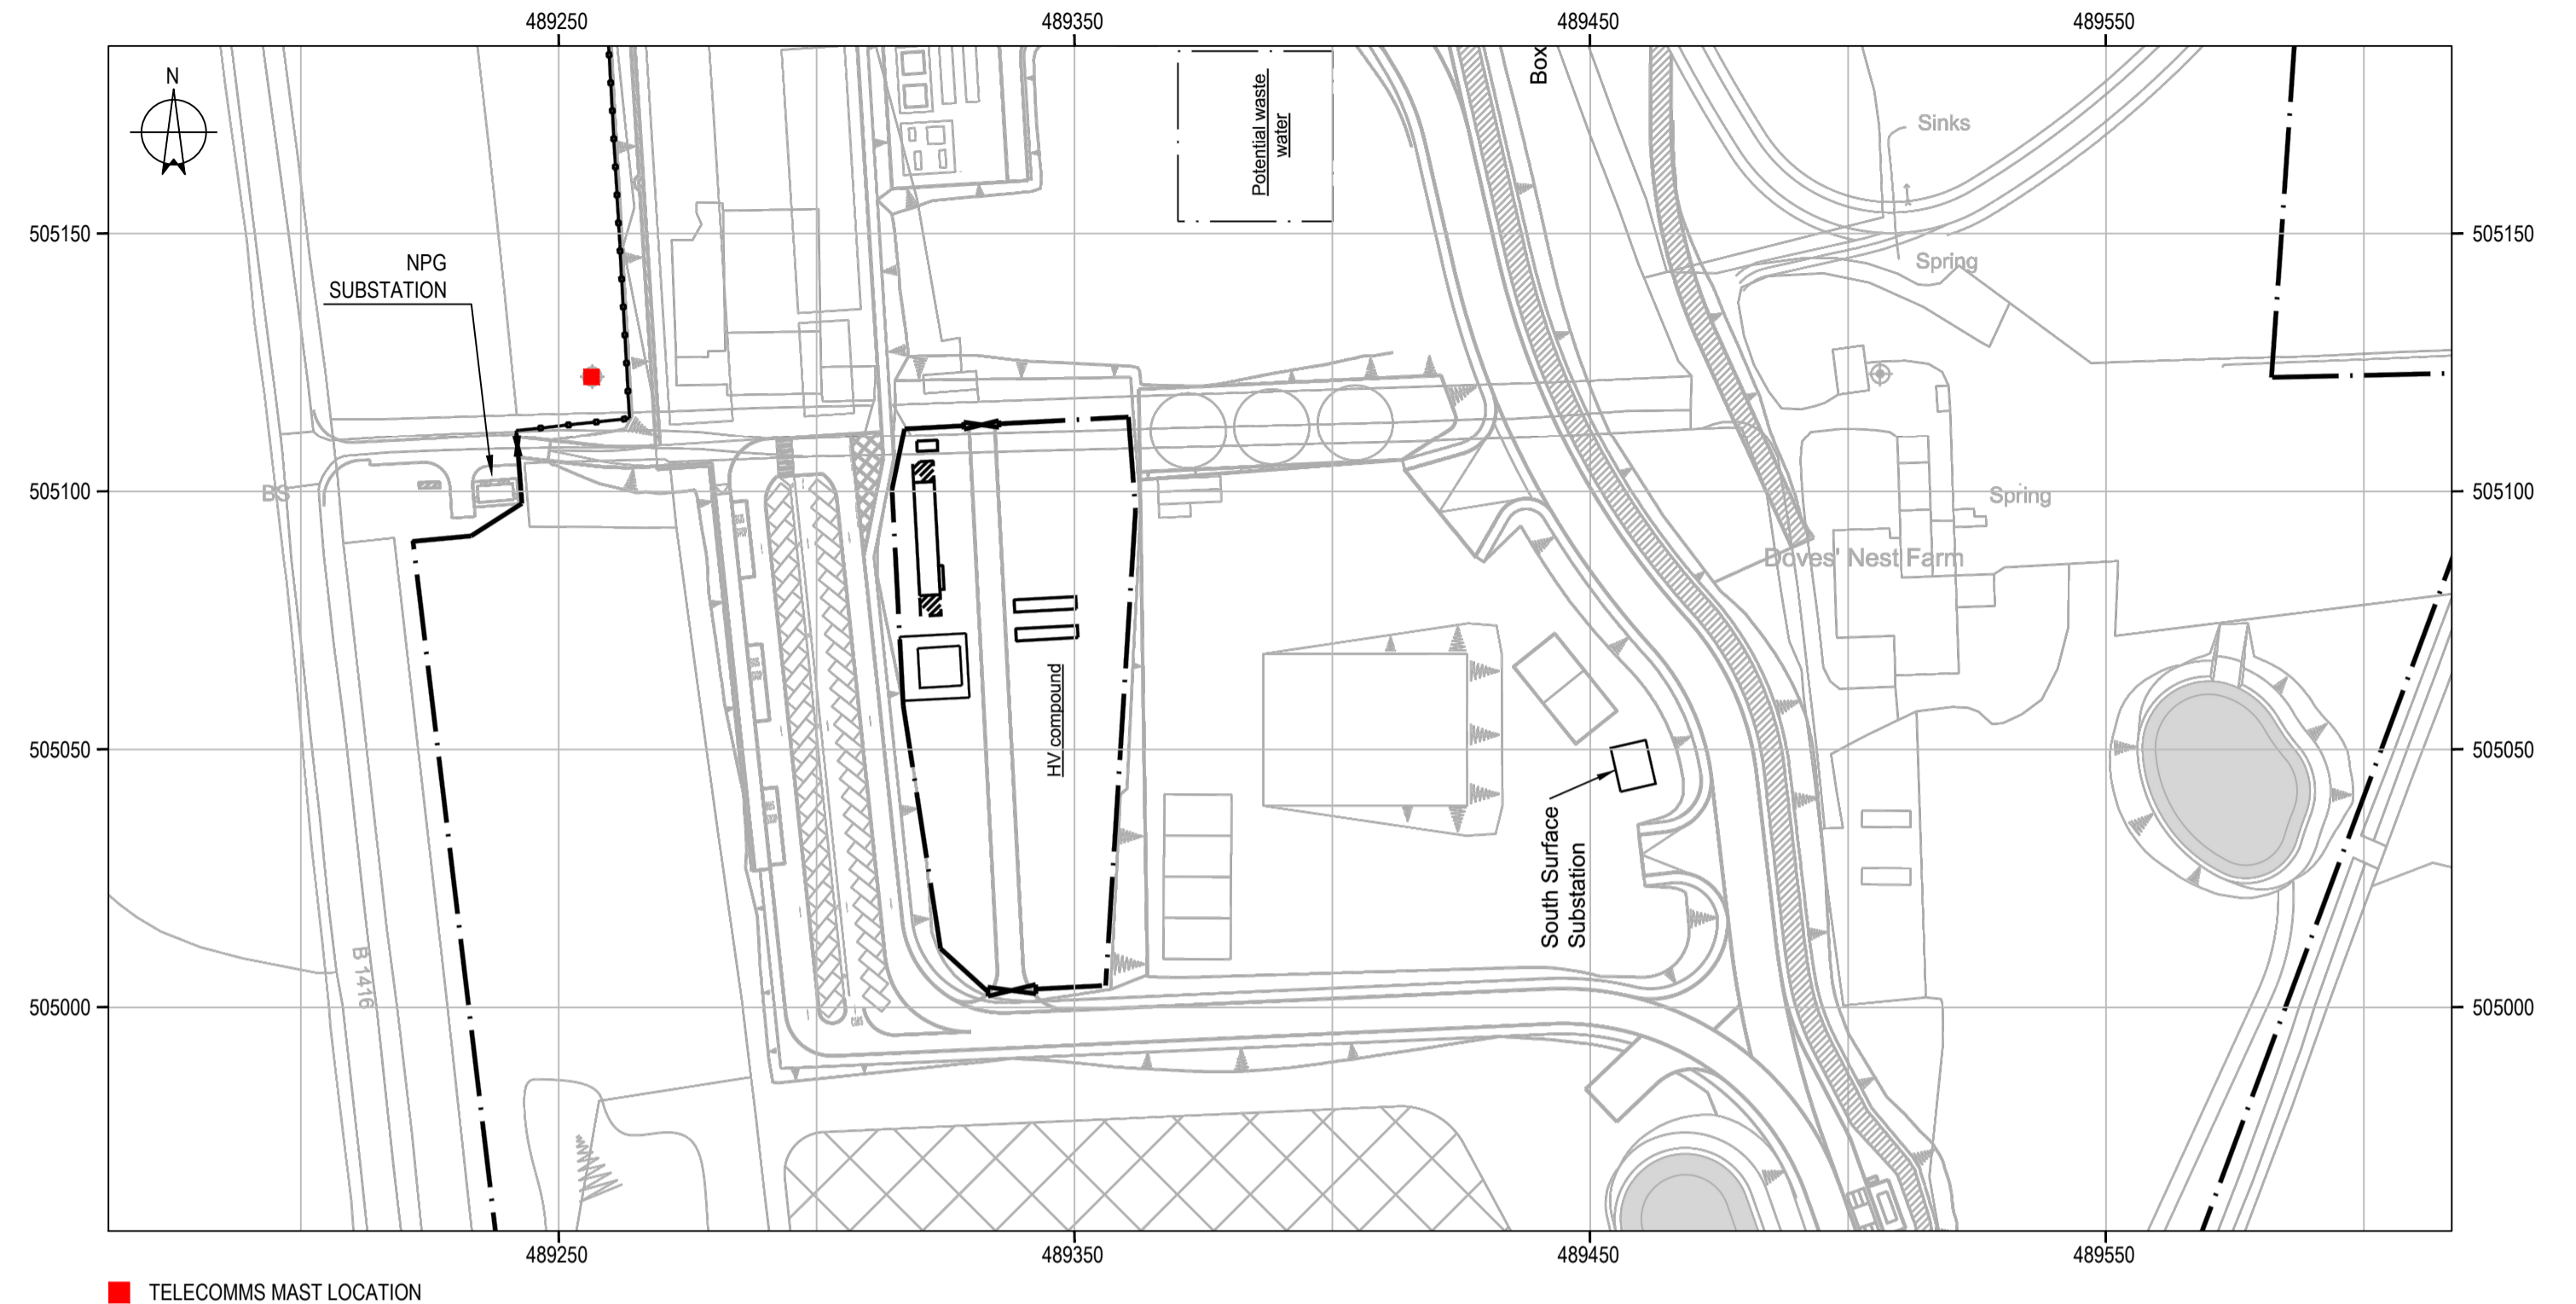 489250
489350
489450
489550
N
Box
Potential waste
water
Sinks
505150
505150
NPG
SUBSTATION
Spring
505100
BS
Spring
505100
Doves' Nest Farm
HV compound
505050
505050
South Surface
Substation
B 1416
505000
505000
489250
489350
489450
489550
TELECOMMS MAST LOCATION